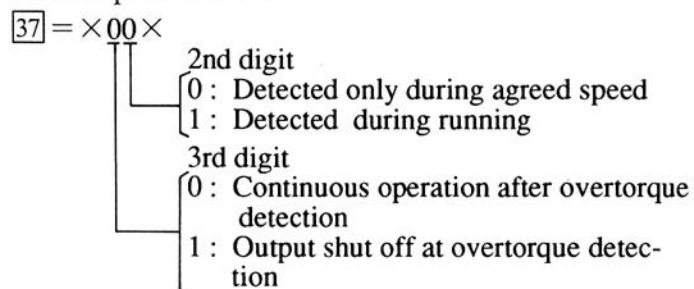 37 = × 00 ×
2nd digit
0 : Detected only during agreed speed
1 : Detected during running
3rd digit
0 : Continuous operation after overtorque
detection
1 : Output shut off at overtorque detec-
tion